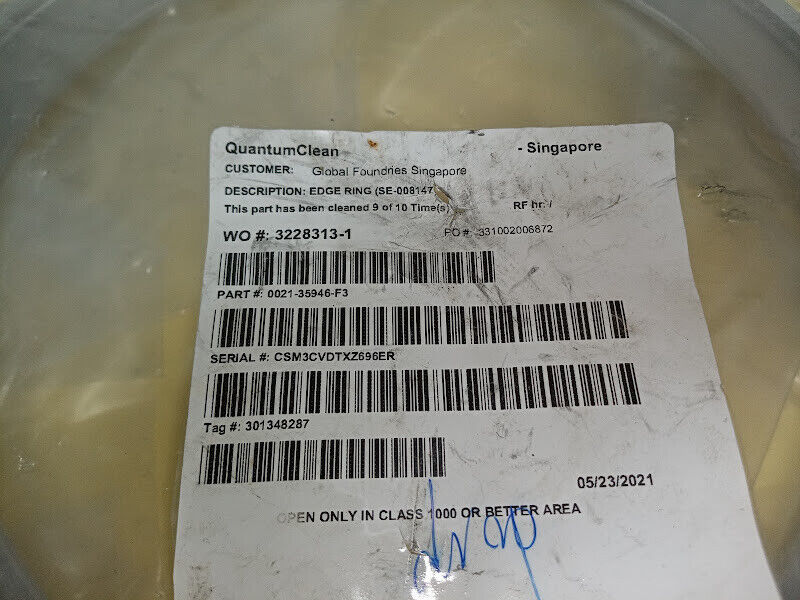 QuantumClean - Singapore
CUSTOMER: Global Foundries Singapore
DESCRIPTION: EDGE RING (SE-008147
This part has been cleaned 9 of 10 Time(s) RF hr: /
WO #: 3228313-1 PO #: 331002006872
PART #: 0021-35946-F3
SERIAL #: CSM3CVDTXZ696ER
Tag #: 301348287
05/23/2021
OPEN ONLY IN CLASS 1000 OR BETTER AREA